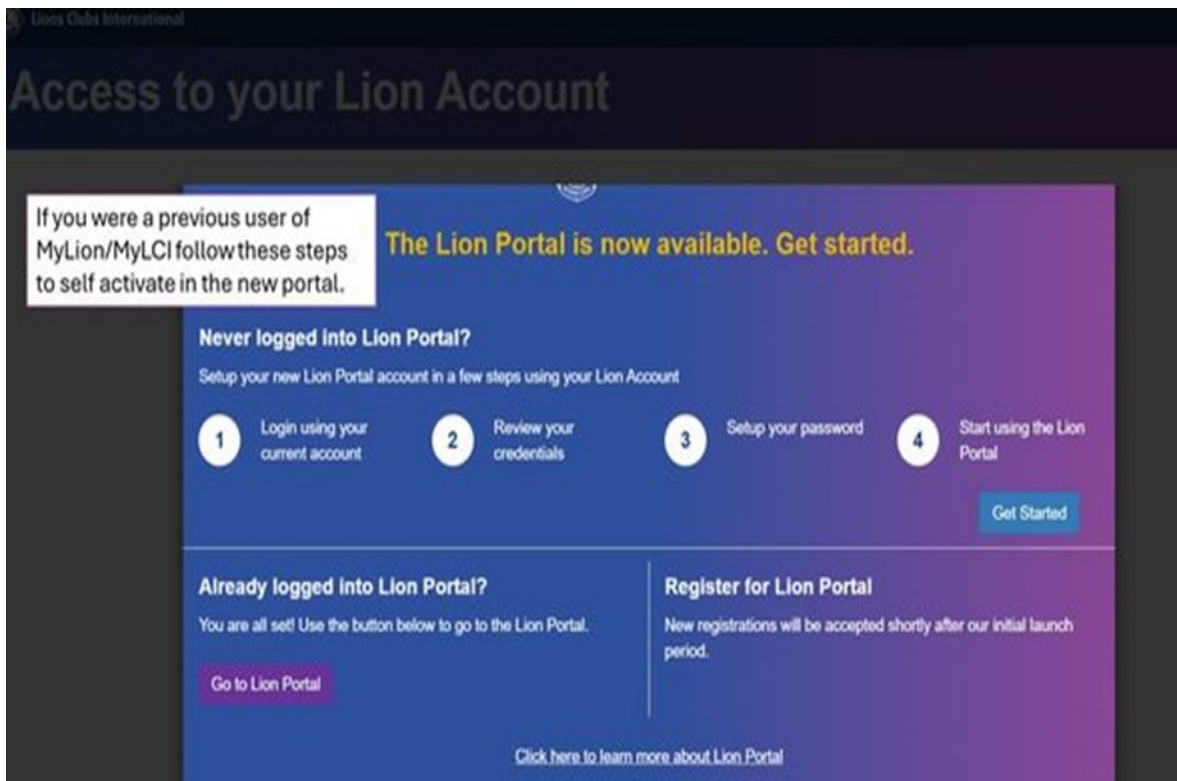 Lions Clubs International
Access to your Lion Account
If you were a previous user of
MyLion/MyLCI follow these steps
to self activate in the new portal.
The Lion Portal is now available. Get started.
Never logged into Lion Portal?
Setup your new Lion Portal account in a few steps using your Lion Account
1
Login using your
current account
2
Review your
credentials
3
Setup your password
4
Start using the Lion
Portal
Get Started
Already logged into Lion Portal?
You are all set! Use the button below to go to the Lion Portal.
Go to Lion Portal
Register for Lion Portal
New registrations will be accepted shortly after our initial launch
period.
Click here to learn more about Lion Portal